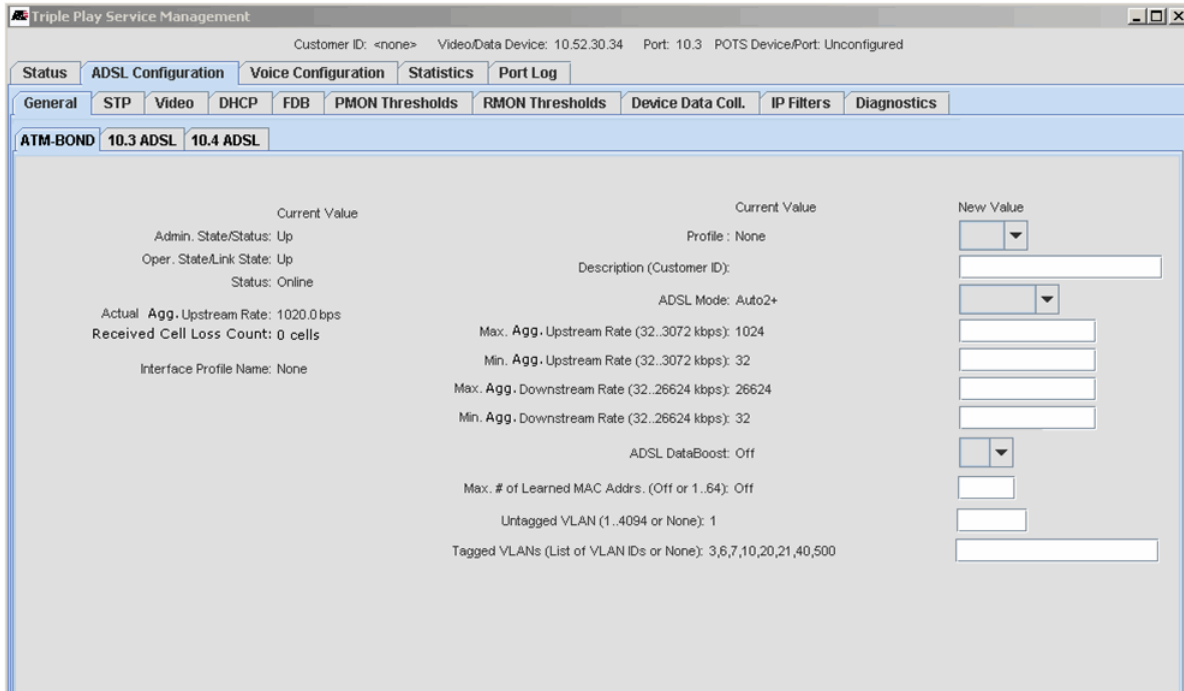 Triple Play Service Management
Customer ID: <none> Video/Data Device: 10.52.30.34 Port: 10.3 POTS Device/Port: Unconfigured
Status ADSL Configuration Voice Configuration Statistics Port Log
General STP Video DHCP FDB PMON Thresholds RMON Thresholds Device Data Coll. IP Filters Diagnostics
ATM-BOND 10.3 ADSL 10.4 ADSL
Current Value
Admin. State/Status: Up
Oper. State/Link State: Up
Status: Online
Actual Agg. Upstream Rate: 1020.0 bps
Received Cell Loss Count: 0 cells
Interface Profile Name: None
Current Value New Value
Profile : None
Description (Customer ID):
ADSL Mode: Auto2+
Max. Agg. Upstream Rate (32..3072 kbps): 1024
Min. Agg. Upstream Rate (32..3072 kbps): 32
Max. Agg. Downstream Rate (32..26624 kbps): 26624
Min. Agg. Downstream Rate (32..26624 kbps): 32
ADSL DataBoost: Off
Max. # of Learned MAC Addrs. (Off or 1..64): Off
Untagged VLAN (1..4094 or None): 1
Tagged VLANs (List of VLAN IDs or None): 3,6,7,10,20,21,40,500